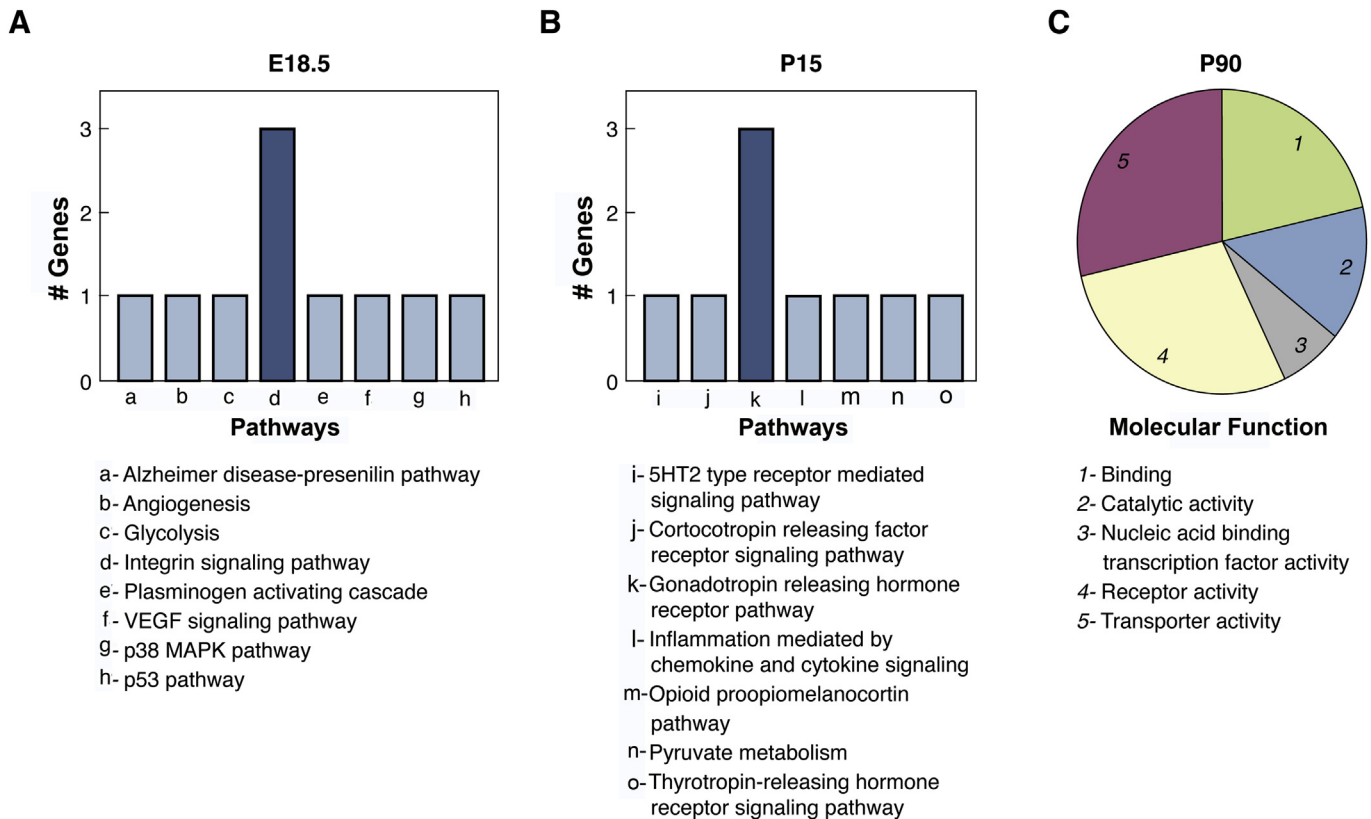 A
E18.5
# Genes
3
2
1
0
a b c d e f g h
Pathways
a- Alzheimer disease-presenilin pathway
b- Angiogenesis
c- Glycolysis
d- Integrin signaling pathway
e- Plasminogen activating cascade
f- VEGF signaling pathway
g- p38 MAPK pathway
h- p53 pathway
B
P15
# Genes
3
2
1
0
i j k l m n o
Pathways
i- 5HT2 type receptor mediated
signaling pathway
j- Cortocotropin releasing factor
receptor signaling pathway
k- Gonadotropin releasing hormone
receptor pathway
l- Inflammation mediated by
chemokine and cytokine signaling
m- Opioid proopiomelanocortin
pathway
n- Pyruvate metabolism
o- Thyrotropin-releasing hormone
receptor signaling pathway
C
P90
1
2
3
4
5
Molecular Function
1- Binding
2- Catalytic activity
3- Nucleic acid binding
transcription factor activity
4- Receptor activity
5- Transporter activity